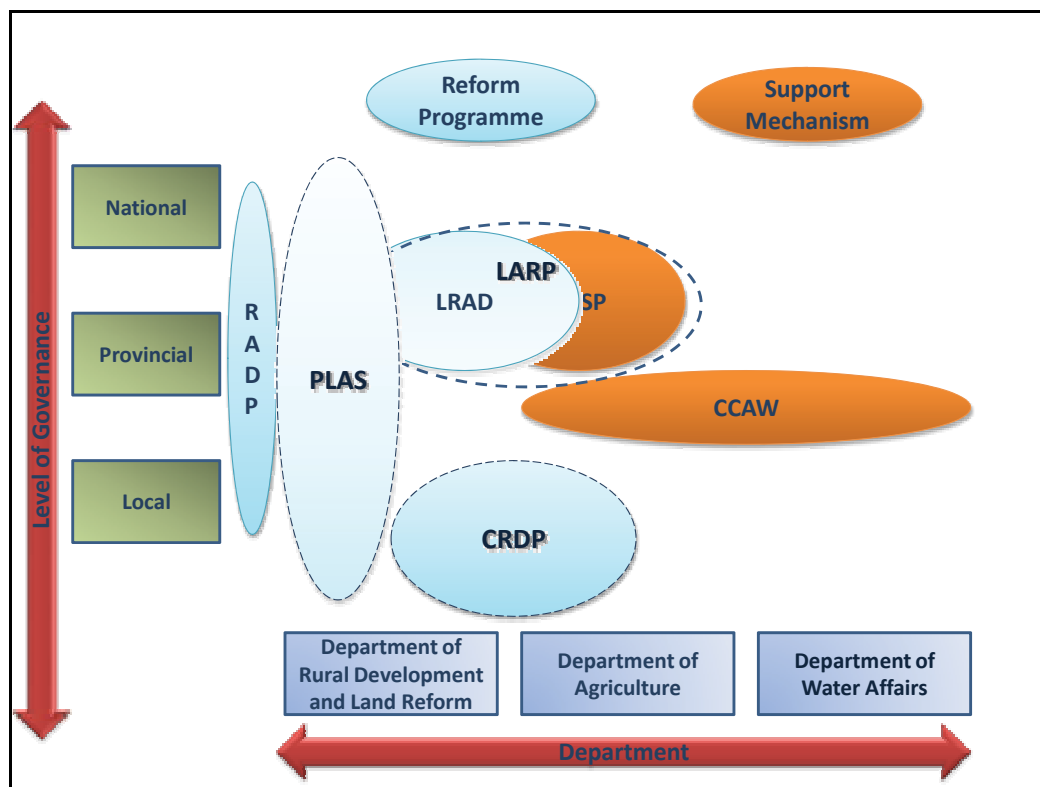 Reform
Programme
Support
Mechanism
Level of Governance
National
Provincial
Local
R
A
D
P
PLAS
LARP
LRAD
SP
CCAW
CRDP
Department of
Rural Development
and Land Reform
Department of
Agriculture
Department of
Water Affairs
Department